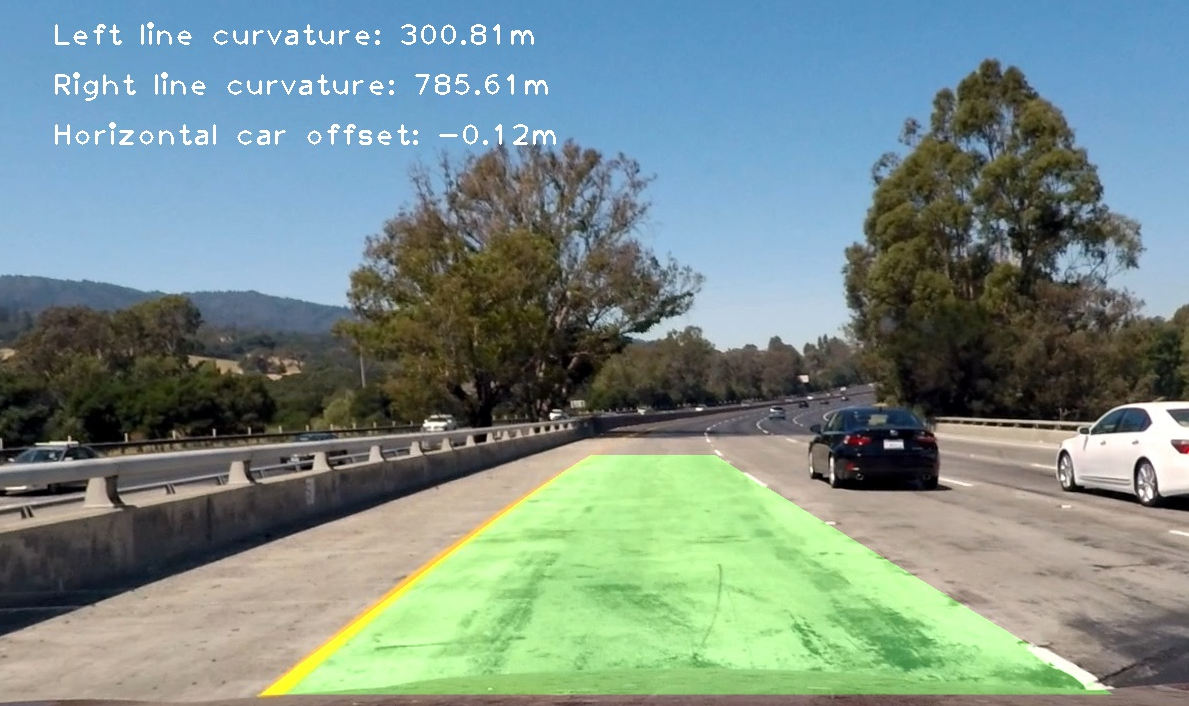 Left line curvature: 300.81m
Right line curvature: 785.61m
Horizontal car offset: -0.12m